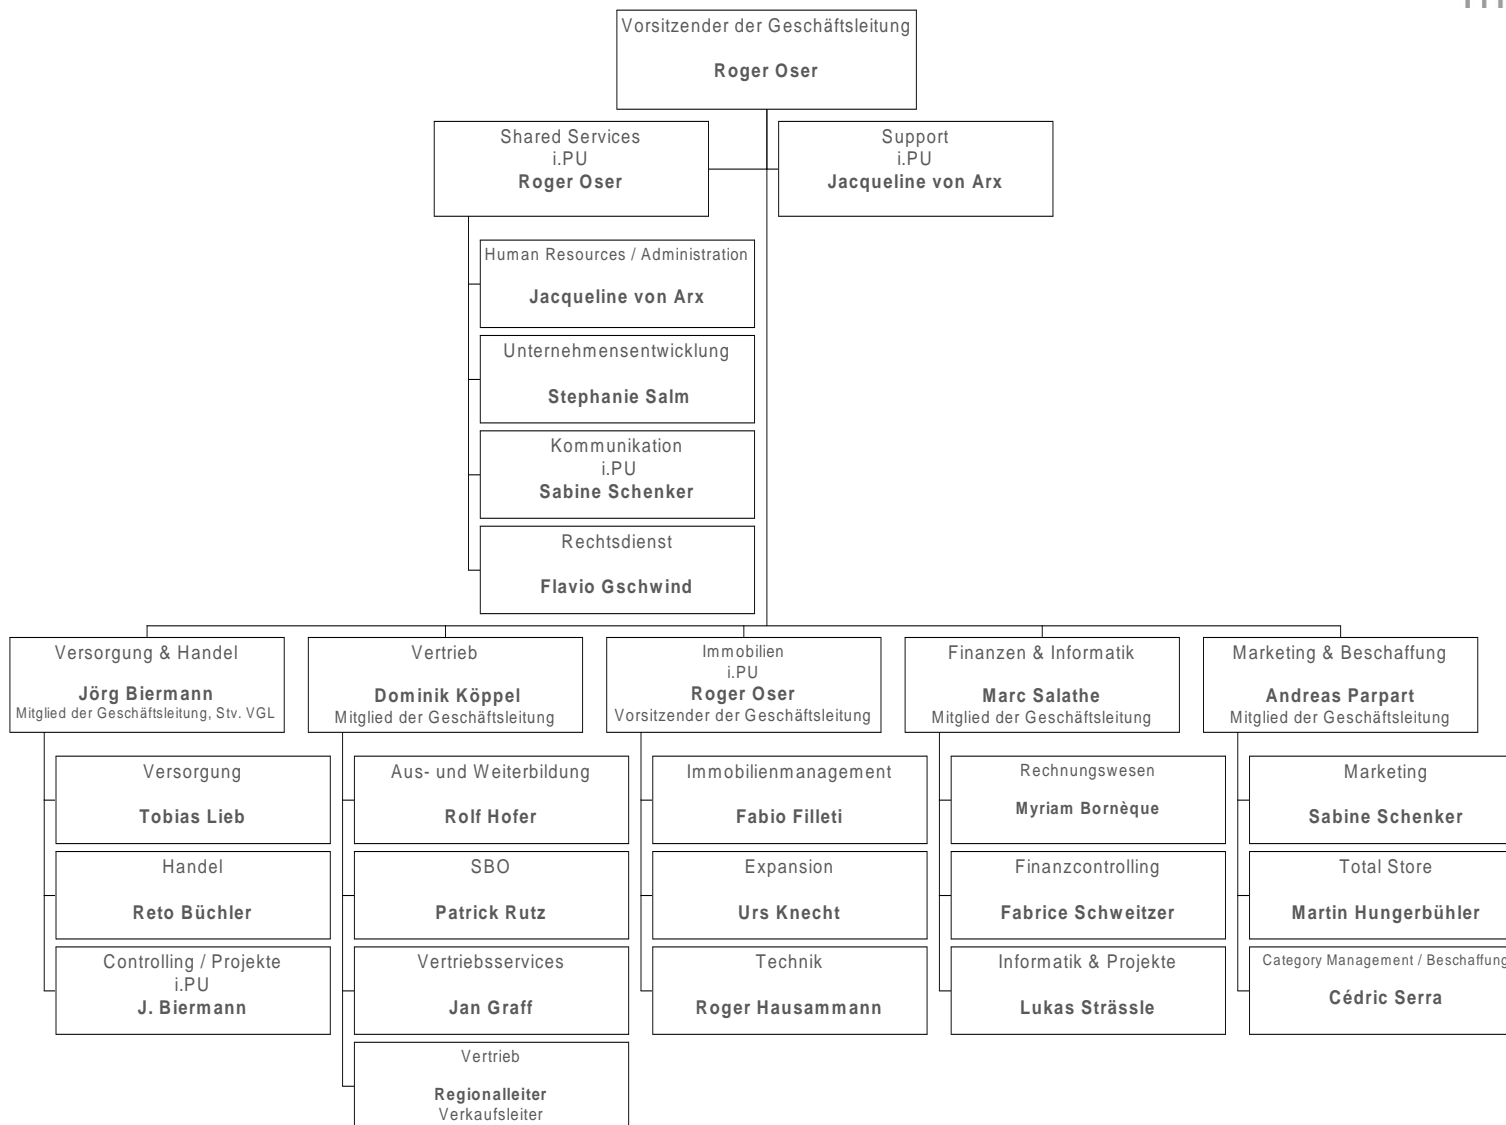 Vorsitzender der Geschäftsleitung
Roger Oser
Shared Services
i.PU
Roger Oser
Support
i.PU
Jacqueline von Arx
Human Resources / Administration
Jacqueline von Arx
Unternehmensentwicklung
Stephanie Salm
Kommunikation
i.PU
Sabine Schenker
Rechtsdienst
Flavio Gschwind
Versorgung & Handel
Jörg Biermann
Mitglied der Geschäftsleitung, Stv. VGL
Vertrieb
Dominik Köppel
Mitglied der Geschäftsleitung
Immobilien
i.PU
Roger Oser
Vorsitzender der Geschäftsleitung
Finanzen & Informatik
Marc Salathe
Mitglied der Geschäftsleitung
Marketing & Beschaffung
Andreas Parpart
Mitglied der Geschäftsleitung
Versorgung
Tobias Lieb
Aus- und Weiterbildung
Rolf Hofer
Immobilienmanagement
Fabio Filleti
Rechnungswesen
Myriam Bornèque
Marketing
Sabine Schenker
Handel
Reto Büchler
SBO
Patrick Rutz
Expansion
Urs Knecht
Finanzcontrolling
Fabrice Schweitzer
Total Store
Martin Hungerbühler
Controlling / Projekte
i.PU
J. Biermann
Vertriebsservices
Jan Graff
Technik
Roger Hausammann
Informatik & Projekte
Lukas Strässle
Category Management / Beschaffung
Cédric Serra
Vertrieb
Regionalleiter
Verkaufsleiter